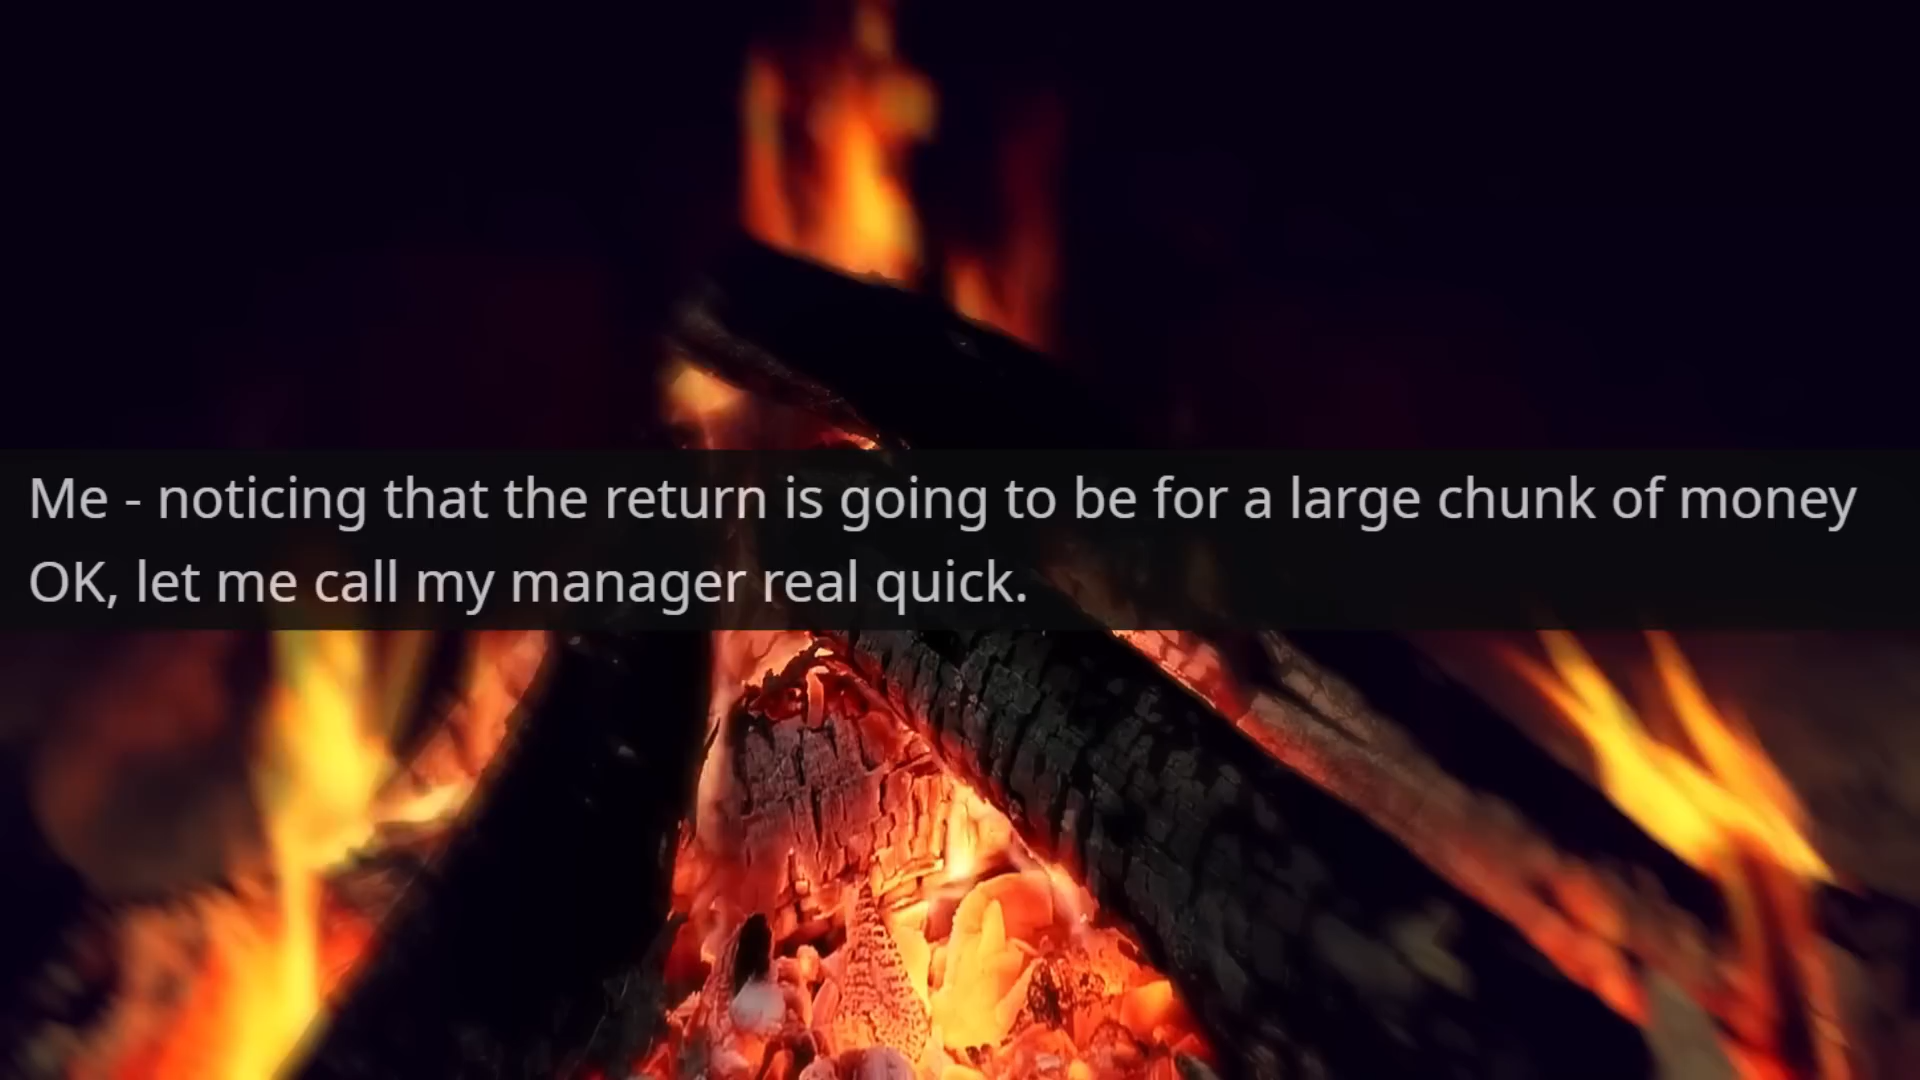 Me - noticing that the return is going to be for a large chunk of money
OK, let me call my manager real quick.